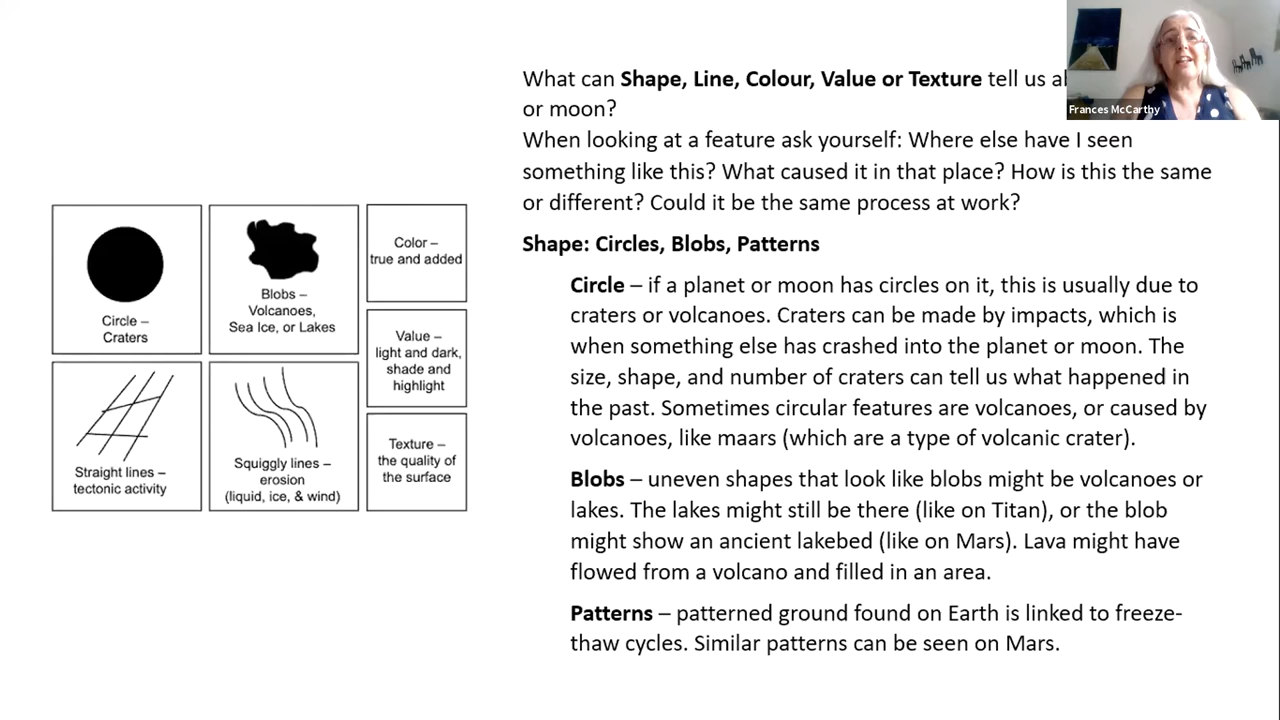 What can Shape, Line, Colour, Value or Texture tell us
or moon?
When looking at a feature ask yourself: Where else have I seen
something like this? What caused it in that place? How is this the same
or different? Could it be the same process at work?
Shape: Circles, Blobs, Patterns
Circle – if a planet or moon has circles on it, this is usually due to
craters or volcanoes. Craters can be made by impacts, which is
when something else has crashed into the planet or moon. The
size, shape, and number of craters can tell us what happened in
the past. Sometimes circular features are volcanoes, or caused by
volcanoes, like maars (which are a type of volcanic crater).
Blobs – uneven shapes that look like blobs might be volcanoes or
lakes. The lakes might still be there (like on Titan), or the blob
might show an ancient lakebed (like on Mars). Lava might have
flowed from a volcano and filled in an area.
Patterns – patterned ground found on Earth is linked to freeze-
thaw cycles. Similar patterns can be seen on Mars.
Circle –
Craters
Blobs –
Volcanoes,
Sea Ice, or Lakes
Color –
true and added
Value –
light and dark,
shade and
highlight
Straight lines –
tectonic activity
Squiggly lines –
erosion
(liquid, ice, & wind)
Texture –
the quality of
the surface
Frances McCarthy